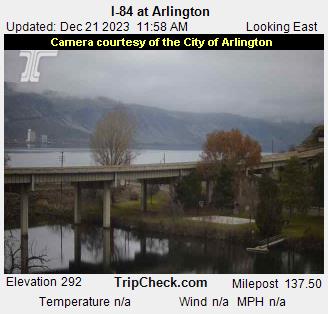 I-84 at Arlington
Updated: Dec 21 2023 11:58 AM Looking East
Camera courtesy of the City of Arlington
Elevation 292 TripCheck.com Milepost 137.50
Temperature n/a Wind n/a MPH n/a